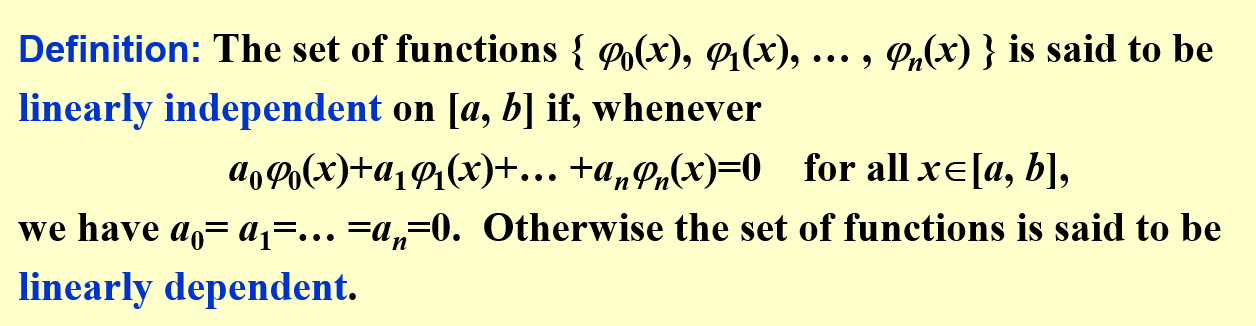 Definition: The set of functions { φ₀(x), φ₁(x), … , φₙ(x) } is said to be
linearly independent on [a, b] if, whenever
a₀φ₀(x)+a₁φ₁(x)+… +aₙφₙ(x)=0 for all x∈[a, b],
we have a₀= a₁=… =aₙ=0. Otherwise the set of functions is said to be
linearly dependent.